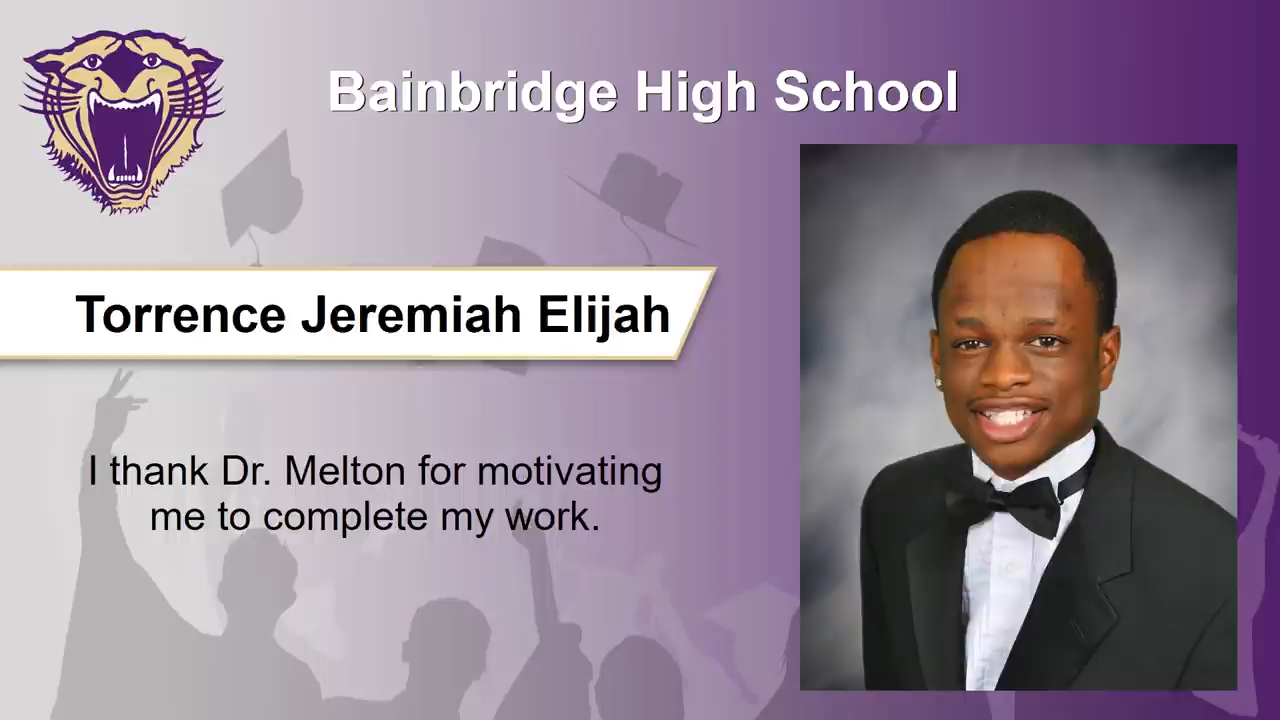 Bainbridge High School
Torrence Jeremiah Elijah
I thank Dr. Melton for motivating
me to complete my work.